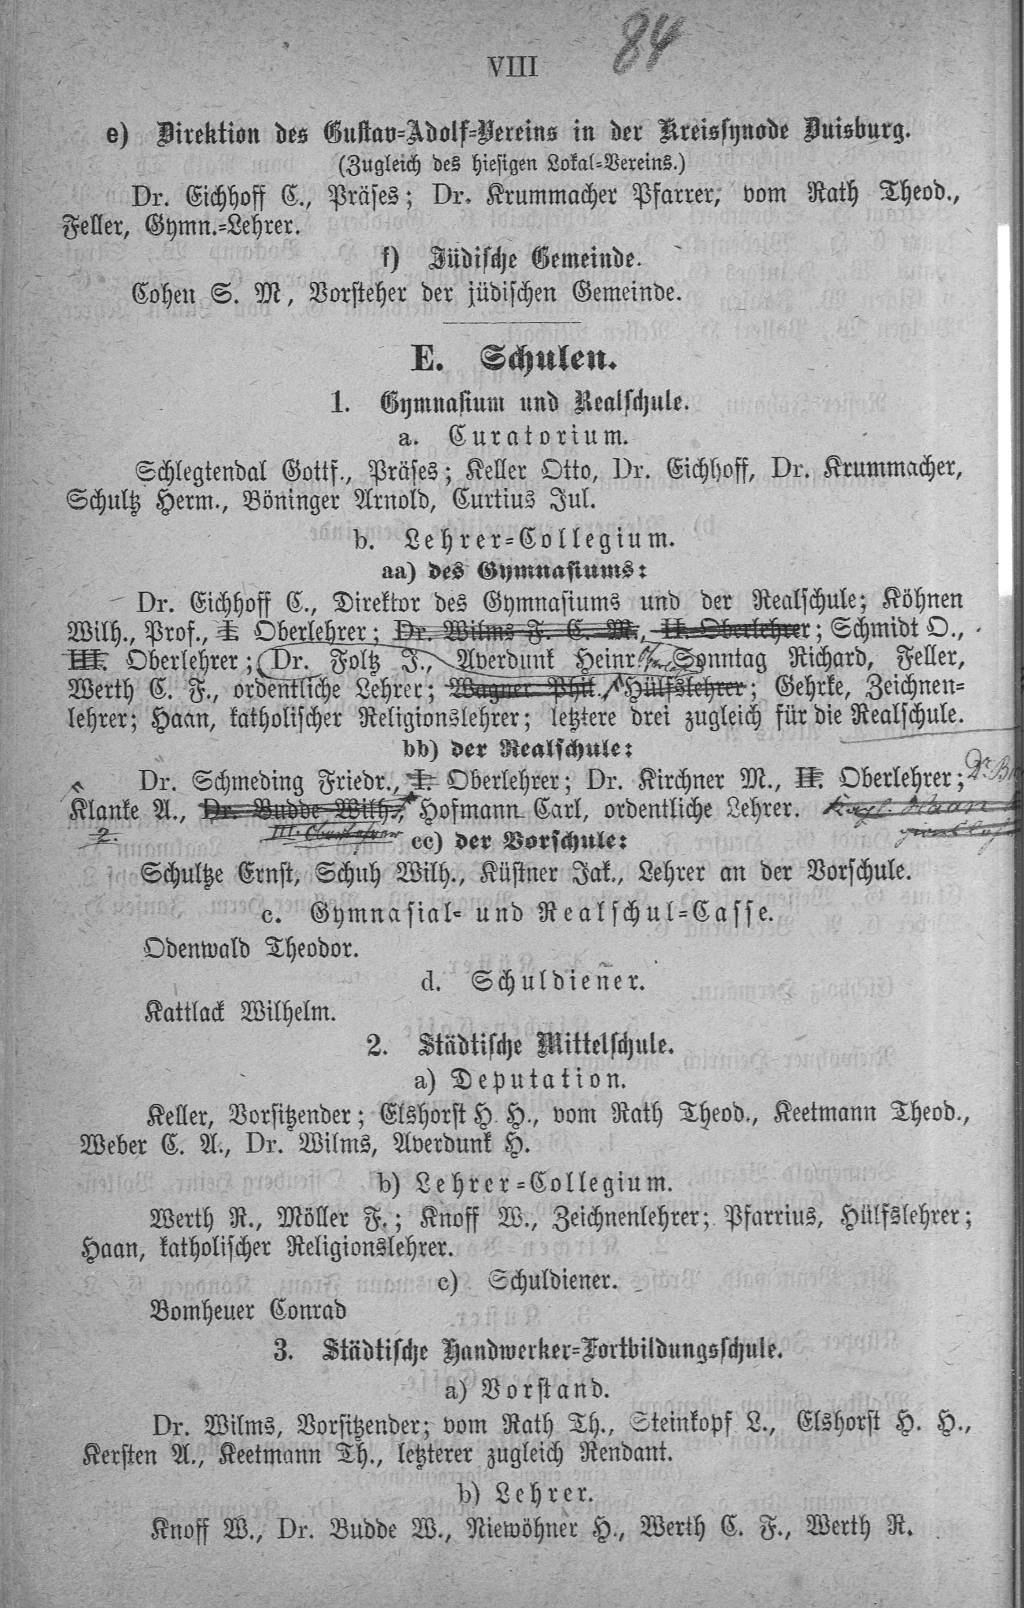 84
VIII
e) Direktion des Gustav-Adolf-Vereins in der Kreissynode Duisburg.
(Zugleich des hiesigen Lokal-Vereins.)
Dr. Eichhoff C., Präses; Dr. Krummacher Pfarrer, vom Rath Theod.,
Feller, Gymn.-Lehrer.
f) Jüdische Gemeinde.
Cohen S. M, Vorsteher der jüdischen Gemeinde.
E. Schulen.
1. Gymnasium und Realschule.
a. Curatorium.
Schlegtendal Gottf., Präses; Keller Otto, Dr. Eichhoff, Dr. Krummacher,
Schultz Herm., Böninger Arnold, Curtius Jul.
b. Lehrer-Collegium.
aa) des Gymnasiums:
Dr. Eichhoff C., Direktor des Gymnasiums und der Realschule; Köhnen
Wilh., Prof., I. Oberlehrer; Dr. Wilms F. C. M., II. Oberlehrer; Schmidt O.,
III. Oberlehrer; Dr. Foltz J., Averdunk Heinr., Sonntag Richard, Feller,
Werth C. F., ordentliche Lehrer; Wagner Phil., Hülfslehrer; Gehrke, Zeichnen-
lehrer; Haan, katholischer Religionslehrer; letztere drei zugleich für die Realschule.
bb) der Realschule:
Dr. Schmeding Friedr., I. Oberlehrer; Dr. Kirchner M., II. Oberlehrer; Dr.
Klanke A., Dr. Budde Wilh., Hofmann Carl, ordentliche Lehrer.
2. III. Oberlehrer cc) der Vorschule:
Schultze Ernst, Schuh Wilh., Küstner Jak., Lehrer an der Vorschule.
c. Gymnasial- und Realschul-Casse.
Odenwald Theodor.
d. Schuldiener.
Kattlack Wilhelm.
2. Städtische Mittelschule.
a) Deputation.
Keller, Vorsitzender; Elshorst H. H., vom Rath Theod., Keetmann Theod.,
Weber C. A., Dr. Wilms, Averdunk H.
b) Lehrer-Collegium.
Werth R., Möller F.; Knoff W., Zeichnenlehrer; Pfarrius, Hülfslehrer;
Haan, katholischer Religionslehrer.
c) Schuldiener.
Bomheuer Conrad
3. Städtische Handwerker-Fortbildungsschule.
a) Vorstand.
Dr. Wilms, Vorsitzender; vom Rath Th., Steinkopf L., Elshorst H. H.,
Kersten A., Keetmann Th., letzterer zugleich Rendant.
b) Lehrer.
Knoff W., Dr. Budde W., Niewöhner H., Werth C. F., Werth R.